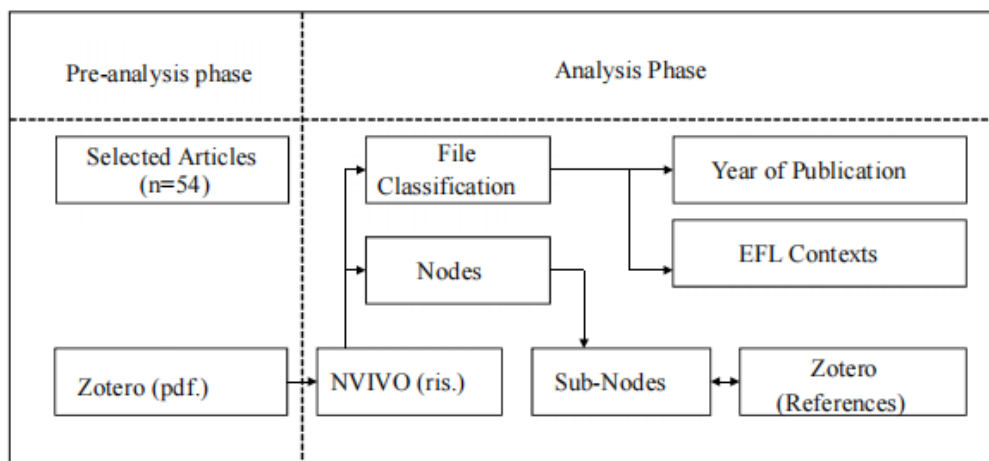 Pre-analysis phase
Analysis Phase
Selected Articles
(n=54)
File
Classification
Year of Publication
Nodes
EFL Contexts
Zotero (pdf.)
NVIVO (ris.)
Sub-Nodes
Zotero
(References)